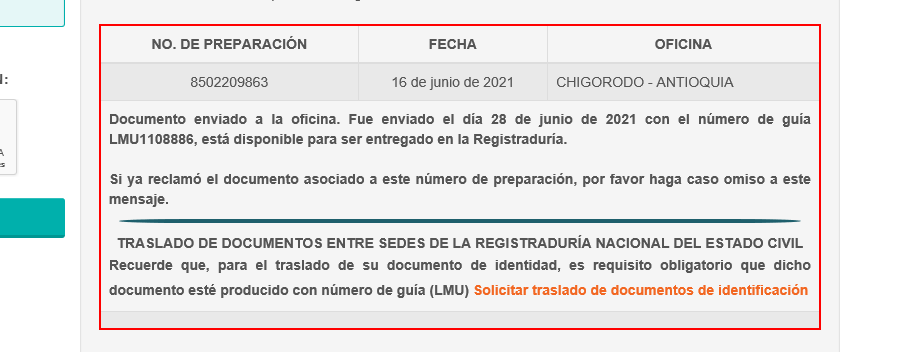 N:
A
es
NO. DE PREPARACIÓN FECHA OFICINA
8502209863 16 de junio de 2021 CHIGORODO - ANTIOQUIA
Documento enviado a la oficina. Fue enviado el día 28 de junio de 2021 con el número de guía
LMU1108886, está disponible para ser entregado en la Registraduría.
Si ya reclamó el documento asociado a este número de preparación, por favor haga caso omiso a este
mensaje.
TRASLADO DE DOCUMENTOS ENTRE SEDES DE LA REGISTRADURÍA NACIONAL DEL ESTADO CIVIL
Recuerde que, para el traslado de su documento de identidad, es requisito obligatorio que dicho
documento esté producido con número de guía (LMU) Solicitar traslado de documentos de identificación